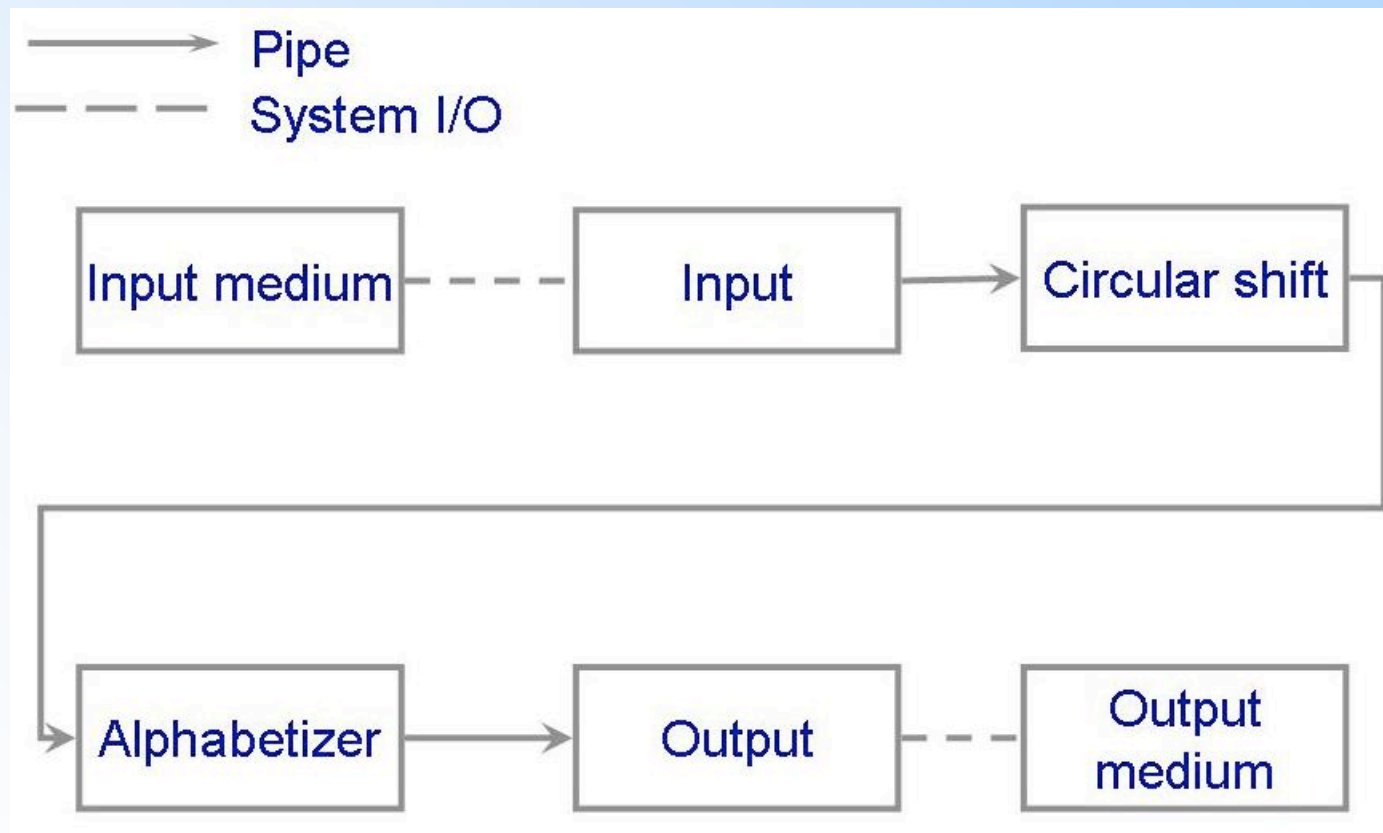 Pipe
System I/O
Input medium
Input
Circular shift
Alphabetizer
Output
Output
medium